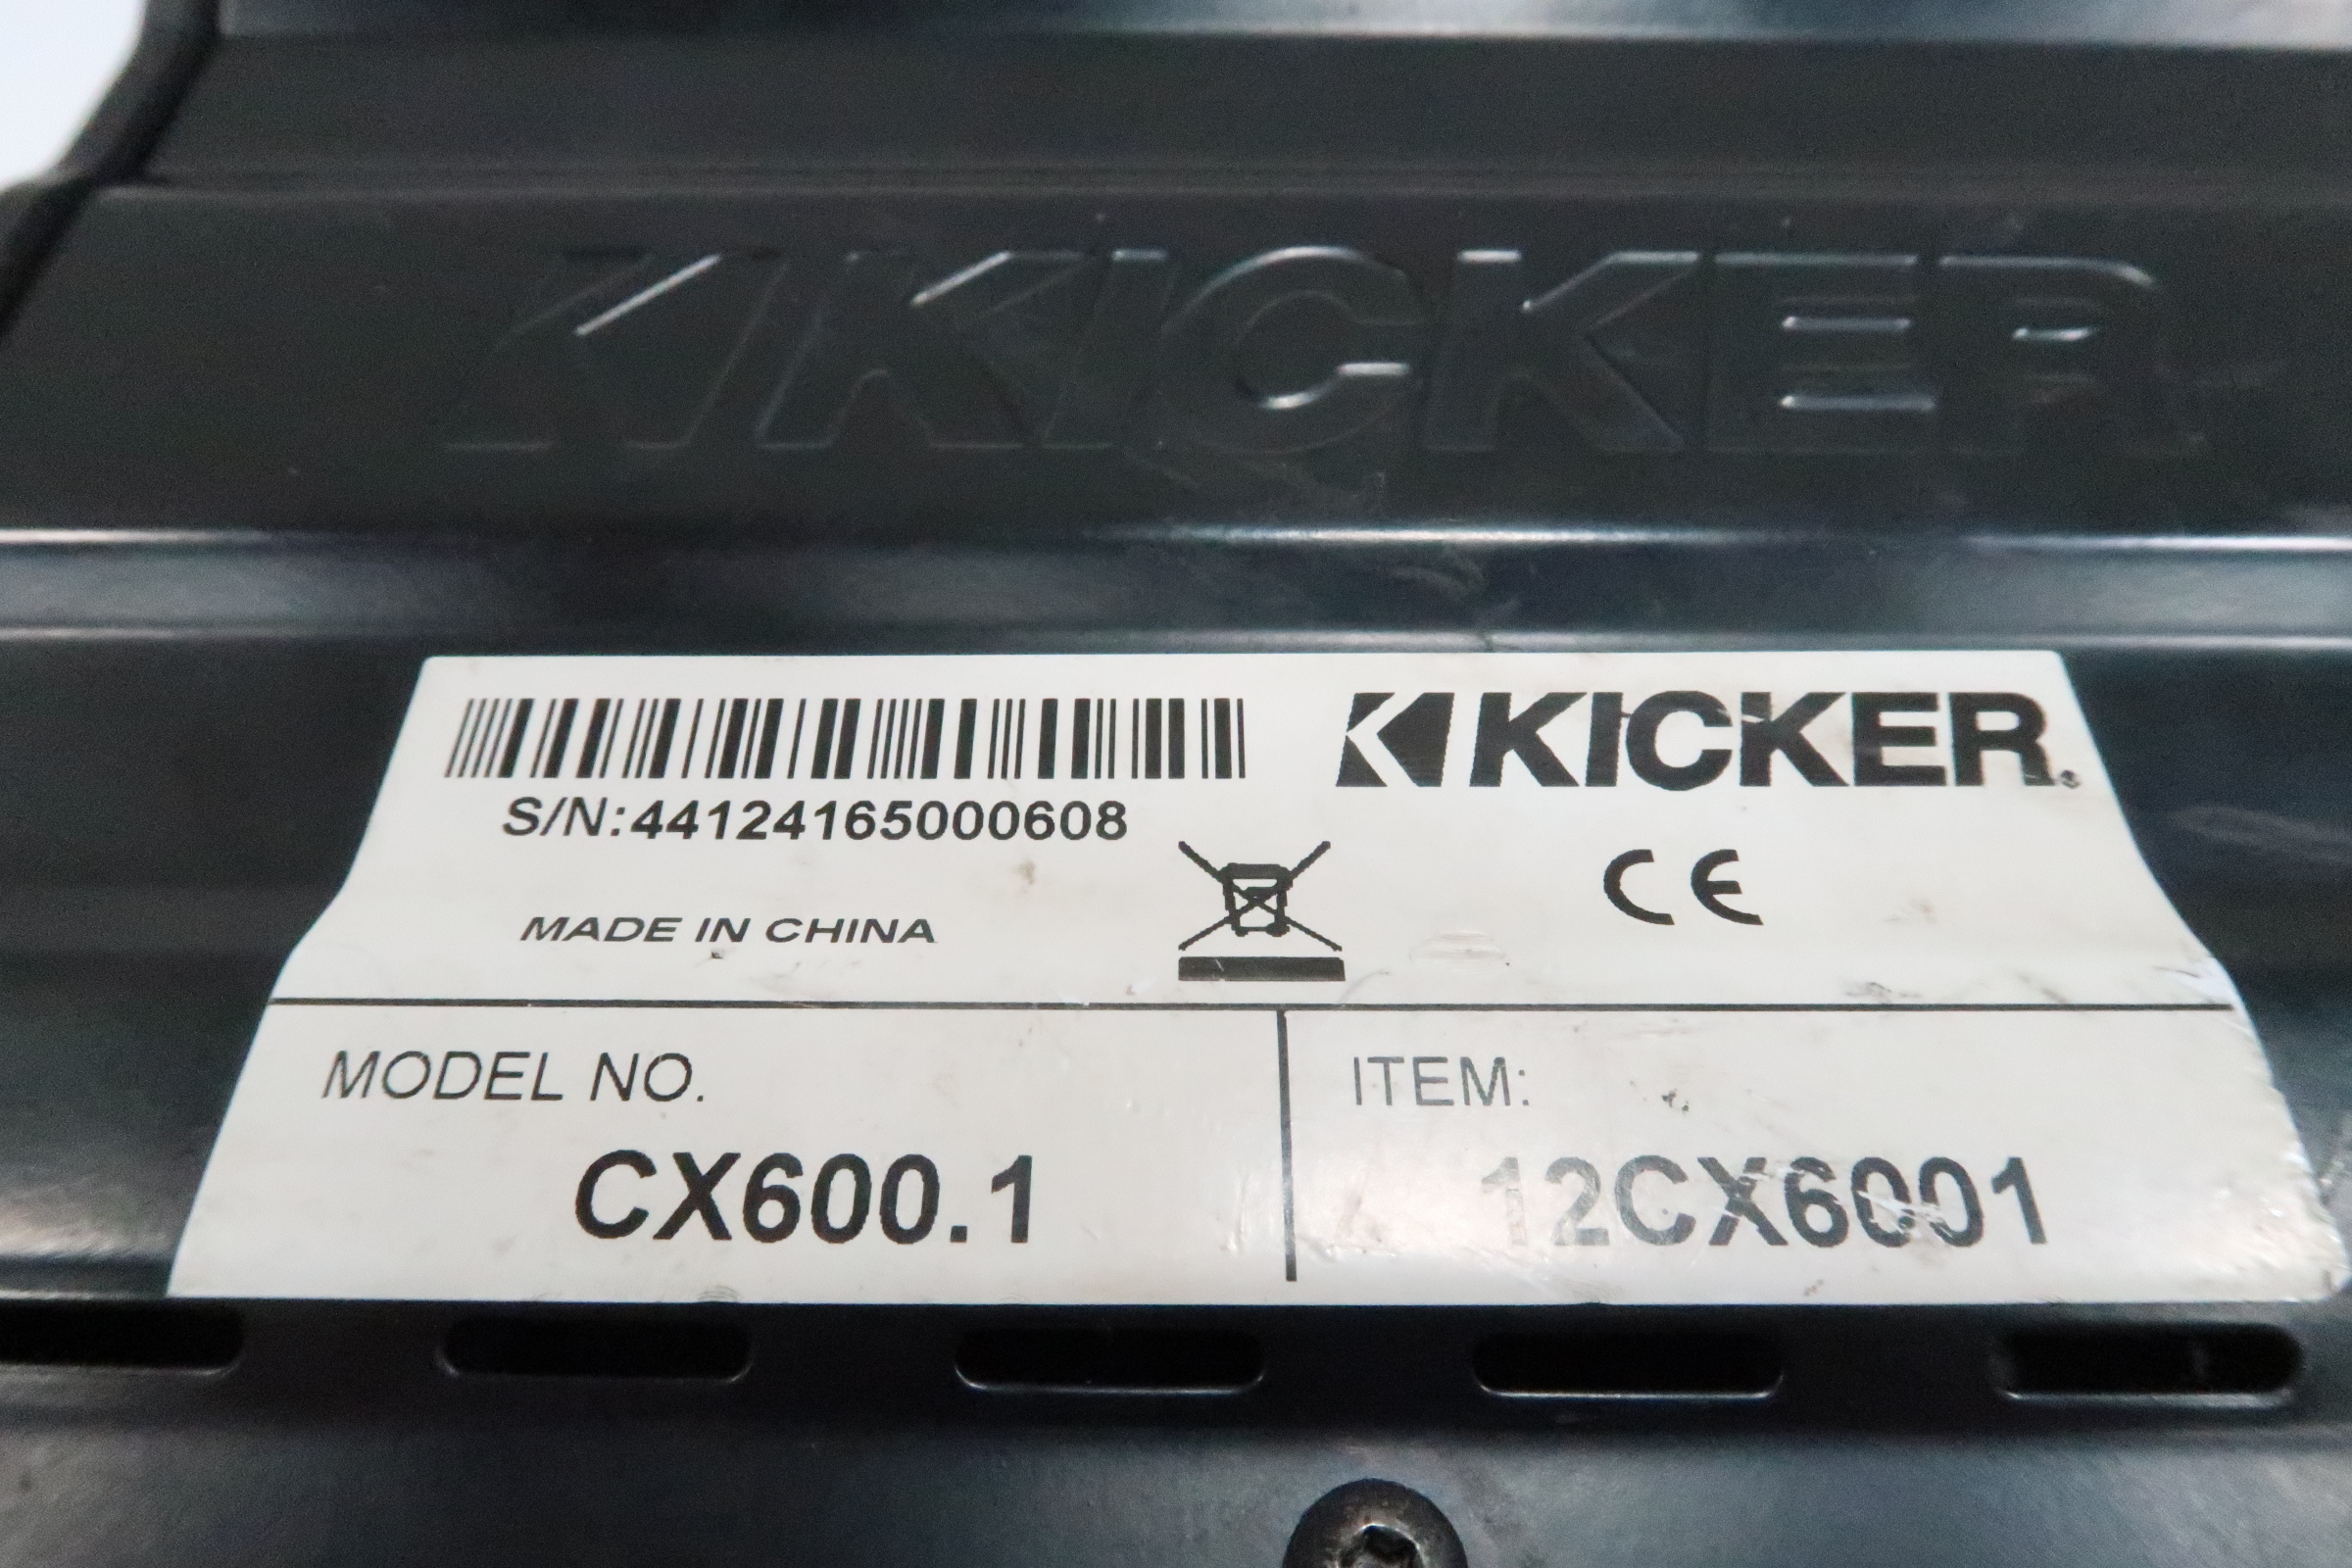 KICKER
KICKER
S/N:44124165000608
CE
MADE IN CHINA
MODEL NO.
CX600.1
ITEM:
12CX6001